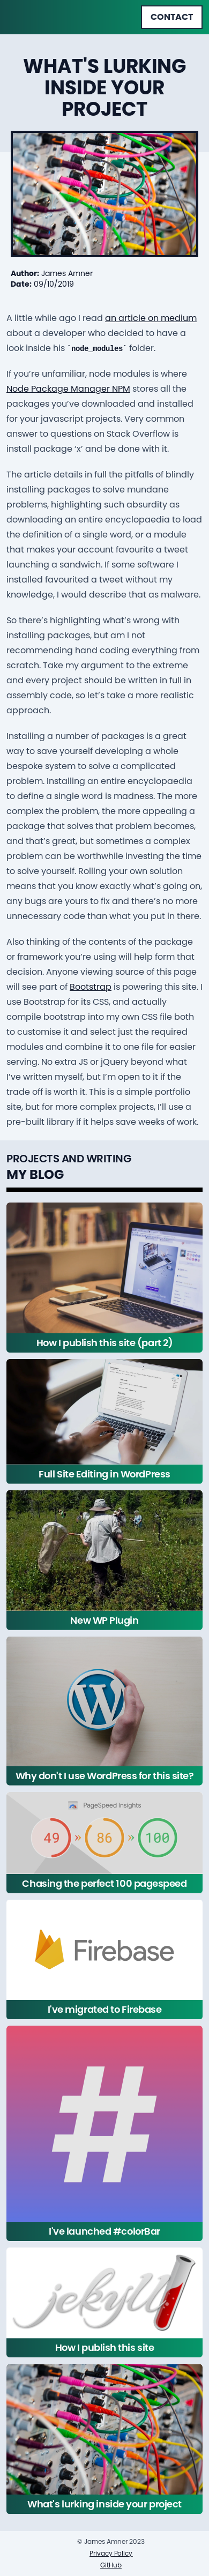 CONTACT
WHAT'S LURKING
INSIDE YOUR
PROJECT
Author: James Amner
Date: 09/10/2019
A little while ago I read an article on medium
about a developer who decided to have a
look inside his `node_modules` folder.
If you're unfamiliar, node modules is where
Node Package Manager NPM stores all the
packages you've downloaded and installed
for your javascript projects. Very common
answer to questions on Stack Overflow is
install package 'x' and be done with it.
The article details in full the pitfalls of blindly
installing packages to solve mundane
problems, highlighting such absurdity as
downloading an entire encyclopedia to load
the definition of a single word, or a module
that makes your account favourite a tweet
launching a sandwich. If some software I
installed favourited a tweet without my
knowledge, I would describe that as malware.
So there's highlighting what's wrong with
installing packages, but am I not
recommending hand coding everything from
scratch. Take my argument to the extreme
and every project should be written in full in
assembly code, so let's take a more realistic
approach.
Installing a number of packages is a great
way to save yourself developing a whole
bespoke system to solve a complicated
problem. Installing an entire encyclopaedia
to define a single word is madness. The more
complex the problem, the more appealing a
package that solves that problem becomes,
and that's great, but sometimes a complex
problem can be worthwhile investing the time
to solve yourself. Rolling your own solution
means that you know exactly what's going on,
any bugs are yours to fix and there's no more
unnecessary code than what you put in there.
Also thinking of the contents of the package
or framework you're using will help form that
decision. Anyone viewing source of this page
will see part of Bootstrap is powering this site. I
use Bootstrap for its CSS, and actually
compile bootstrap into my own CSS file both
to customise it and select just the required
modules and combine it to one file for easier
serving. No extra JS or jQuery beyond what
I've written myself, but I'm open to it if the
trade off is worth it. This is a simple portfolio
site, but for more complex projects, I'll use a
pre-built library if it helps save weeks of work.
PROJECTS AND WRITING
MY BLOG
How I publish this site (part 2)
Full Site Editing in WordPress
New WP Plugin
Why don't I use WordPress for this site?
PageSpeed Insights
49 » 86 » 100
Chasing the perfect 100 pagespeed
Firebase
I've migrated to Firebase
#
I've launched #colorBar
jekyll
How I publish this site
What's lurking inside your project
© James Amner 2023
Privacy Policy
GitHub